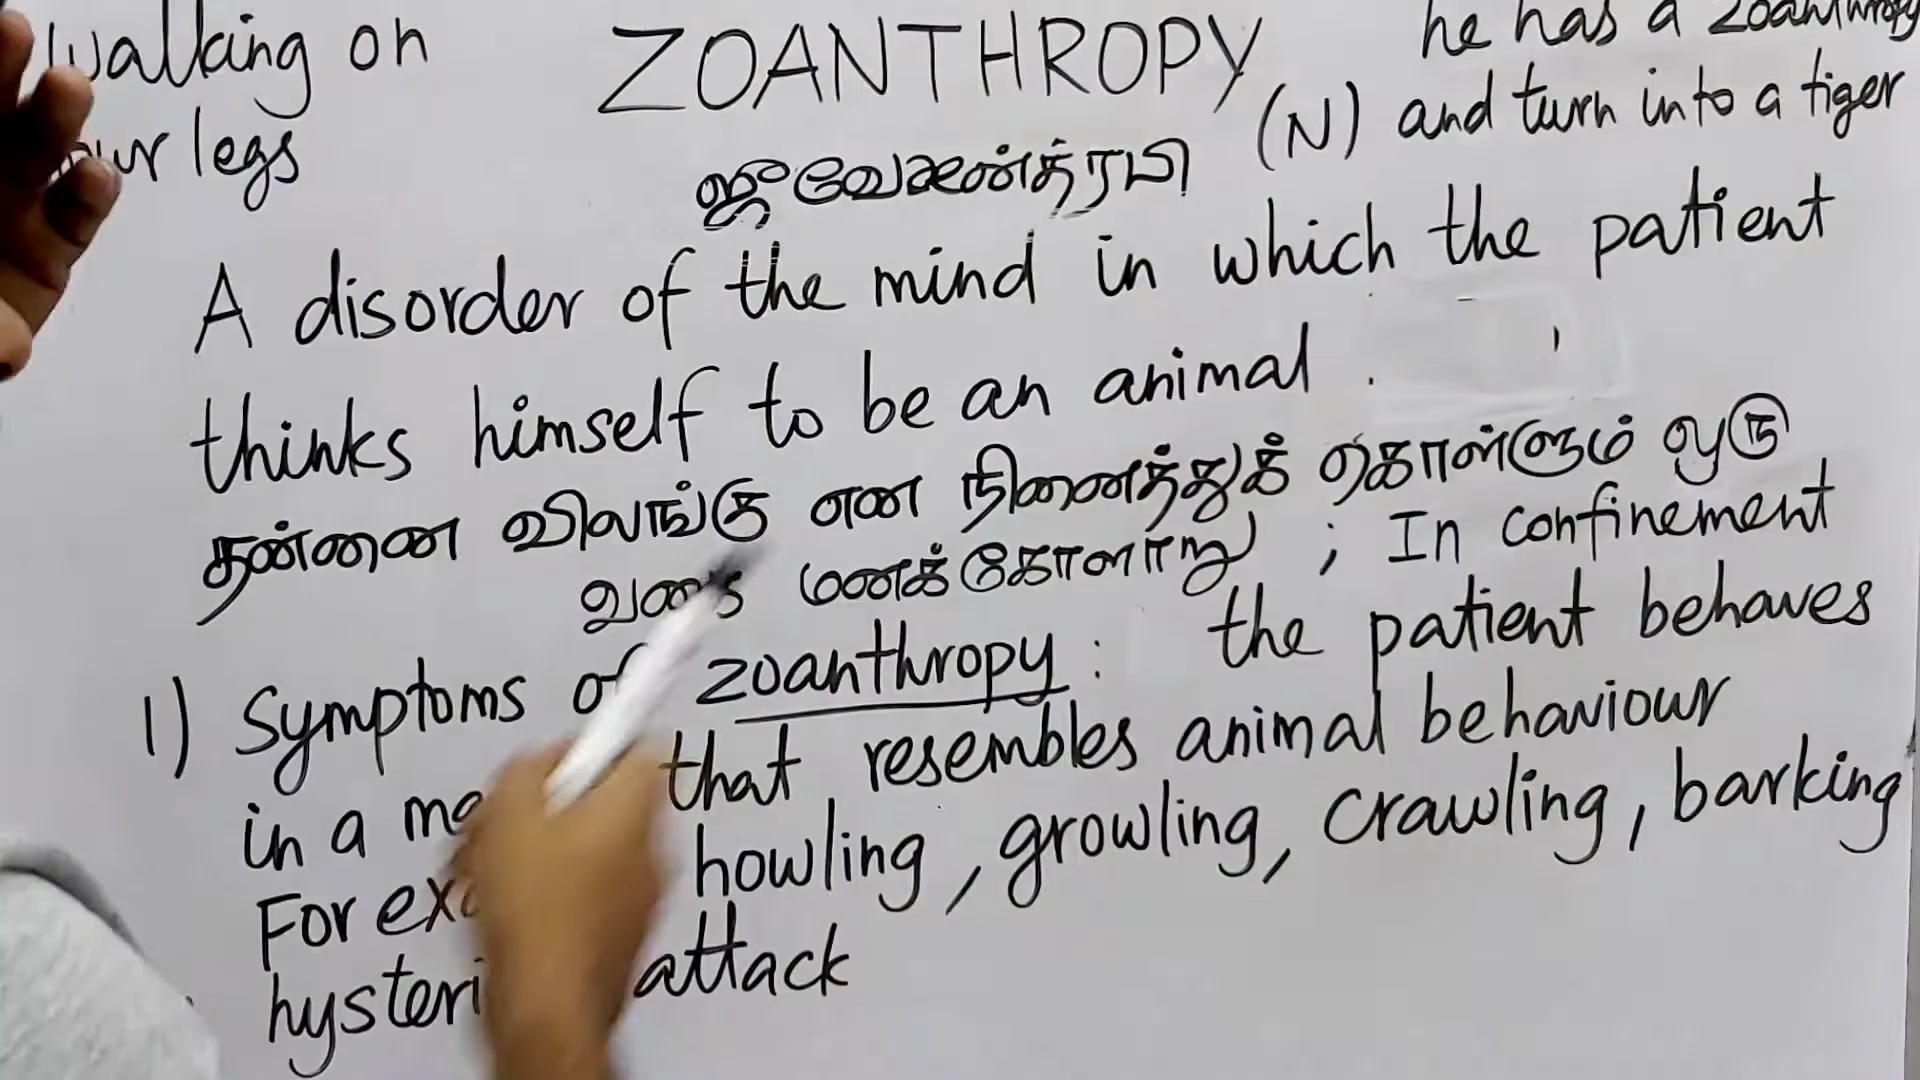 walking on
legs
ZOANTHROPY
he has a zoanthropy
(N) and turn into a tiger
ஜுவோண்த்ரபி
A disorder of the mind in which the patient
thinks himself to be an animal .
தன்னை விலங்கு என நினைத்துக் கொள்ளும் ஒரு
வகை மனக்கோளாறு ; In confinement
1) Symptoms of zoanthropy : the patient behaves
in a that resembles animal behaviour
For howling, growling, crawling, barking
attack